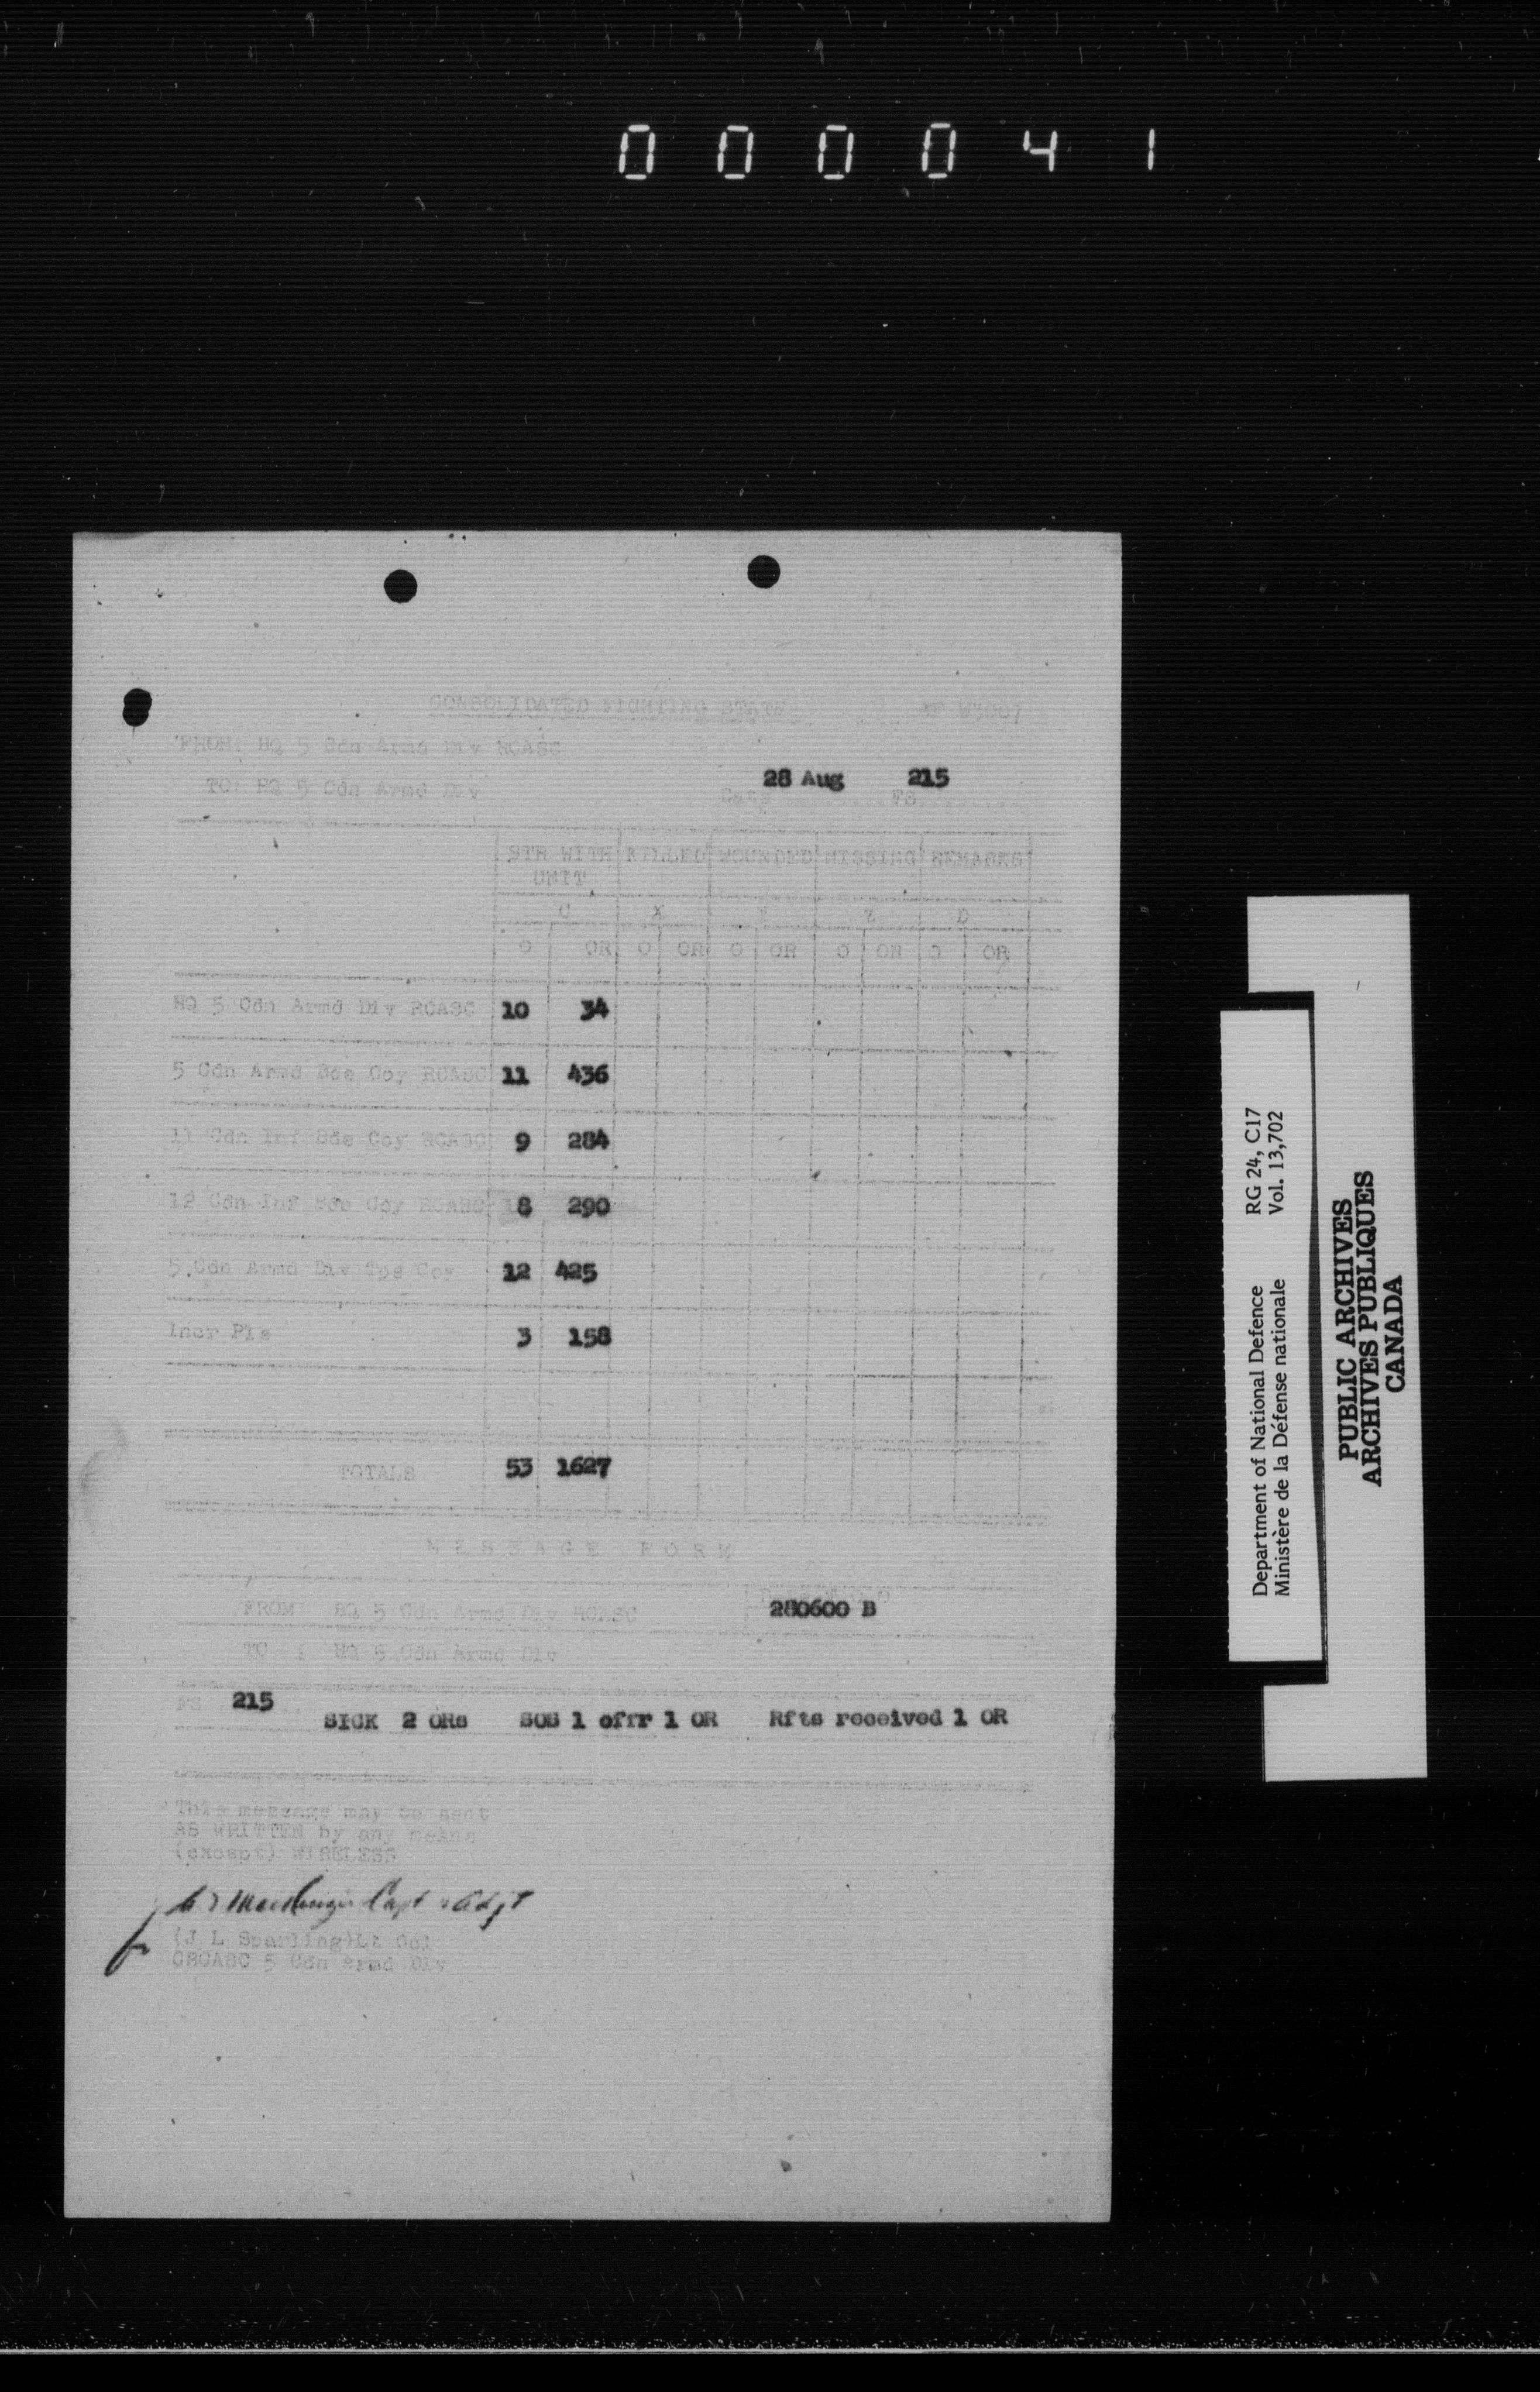 000041
CONSOLIDATED FIGHTING STATE AF W3007
FROM: HQ 5 Cdn Armd Div RCASC
TO: HQ 5 Cdn Armd Div
Date 28 Aug FS 215
STR WITH UNIT KILLED WOUNDED MISSING REMARKS
C X Y Z D
O OR O OR O OR O OR O OR
HQ 5 Cdn Armd Div RCASC 10 34
5 Cdn Armd Bde Coy RCASC 11 436
11 Cdn Inf Bde Coy RCASC 9 284
12 Cdn Inf Bde Coy RCASC 8 290
5 Cdn Armd Div Tps Coy 12 425
Incr Pls 3 158
TOTALS 53 1627
MESSAGE FORM
FROM HQ 5 Cdn Armd Div RCASC 280600 B
TO : HQ 5 Cdn Armd Div
FS 215
SICK 2 ORs SOS 1 offr 1 OR Rfts received 1 OR
This message may be sent
AS WRITTEN by any means
(except) WIRELESS
Capt & Adjt
for (J L Sparling) Lt Col
CRCASC 5 Cdn Armd Div
Department of National Defence RG 24, C17
Ministère de la Défense nationale Vol. 13,702
PUBLIC ARCHIVES
ARCHIVES PUBLIQUES
CANADA